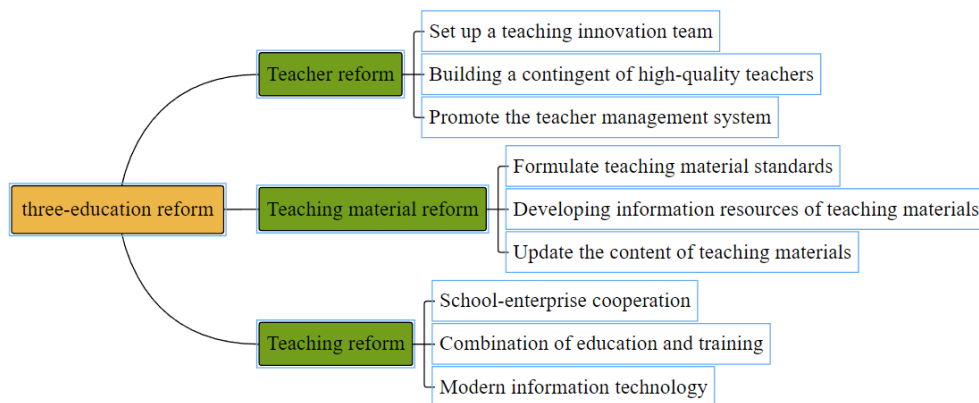 Set up a teaching innovation team
Teacher reform
Building a contingent of high-quality teachers
Promote the teacher management system
Formulate teaching material standards
three-education reform
Teaching material reform
Developing information resources of teaching materials
Update the content of teaching materials
School-enterprise cooperation
Teaching reform
Combination of education and training
Modern information technology